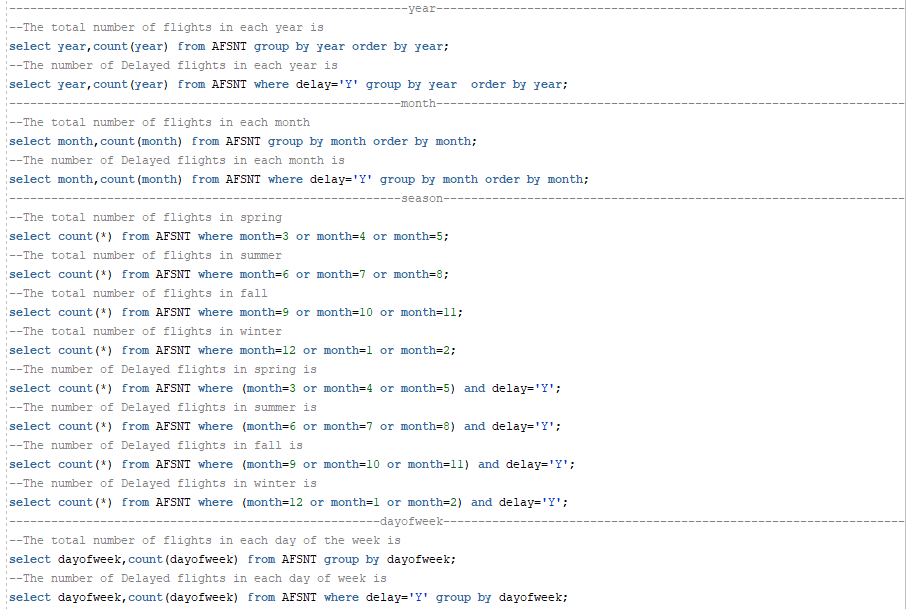 ---------------------------------------------------------year-------------------------------------------------------------------
--The total number of flights in each year is
select year,count(year) from AFSNT group by year order by year;
--The number of Delayed flights in each year is
select year,count(year) from AFSNT where delay='Y' group by year  order by year;
--------------------------------------------------------month-------------------------------------------------------------------
--The total number of flights in each month
select month,count(month) from AFSNT group by month order by month;
--The number of Delayed flights in each month is
select month,count(month) from AFSNT where delay='Y' group by month order by month;
--------------------------------------------------------season------------------------------------------------------------------
--The total number of flights in spring
select count(*) from AFSNT where month=3 or month=4 or month=5;
--The total number of flights in summer
select count(*) from AFSNT where month=6 or month=7 or month=8;
--The total number of flights in fall
select count(*) from AFSNT where month=9 or month=10 or month=11;
--The total number of flights in winter
select count(*) from AFSNT where month=12 or month=1 or month=2;
--The number of Delayed flights in spring is
select count(*) from AFSNT where (month=3 or month=4 or month=5) and delay='Y';
--The number of Delayed flights in summer is
select count(*) from AFSNT where (month=6 or month=7 or month=8) and delay='Y';
--The number of Delayed flights in fall is
select count(*) from AFSNT where (month=9 or month=10 or month=11) and delay='Y';
--The number of Delayed flights in winter is
select count(*) from AFSNT where (month=12 or month=1 or month=2) and delay='Y';
-----------------------------------------------------dayofweek------------------------------------------------------------------
--The total number of flights in each day of the week is
select dayofweek,count(dayofweek) from AFSNT group by dayofweek;
--The number of Delayed flights in each day of week is
select dayofweek,count(dayofweek) from AFSNT where delay='Y' group by dayofweek;